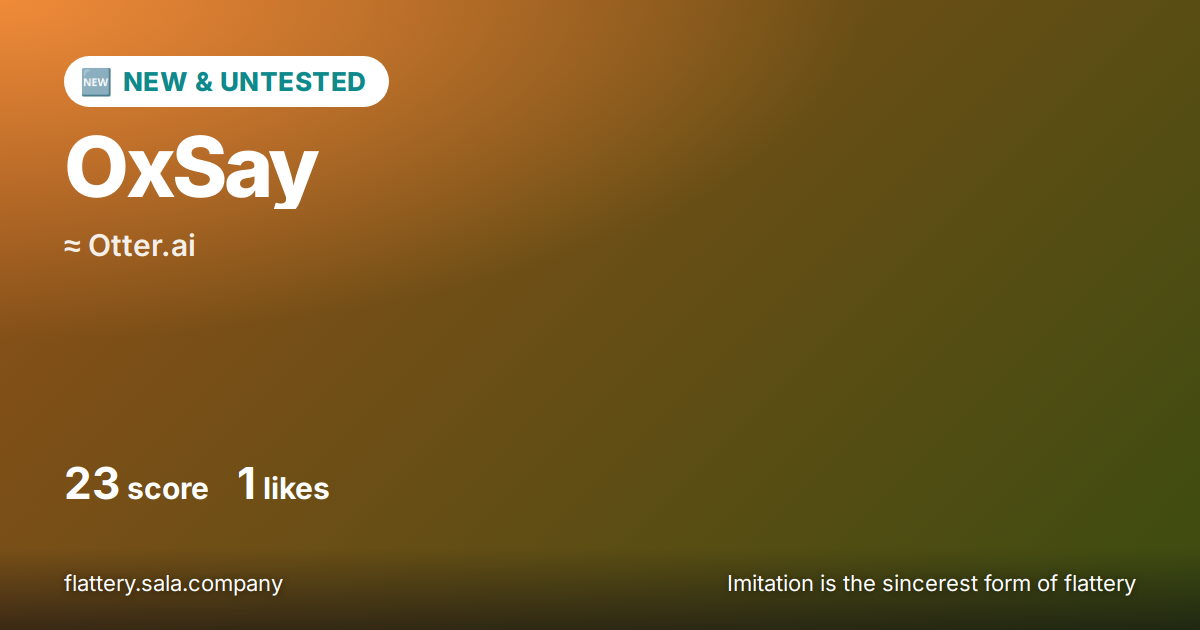 🆕 NEW & UNTESTED
OxSay
≈ Otter.ai
23 score 1 likes
flattery.sala.company
Imitation is the sincerest form of flattery